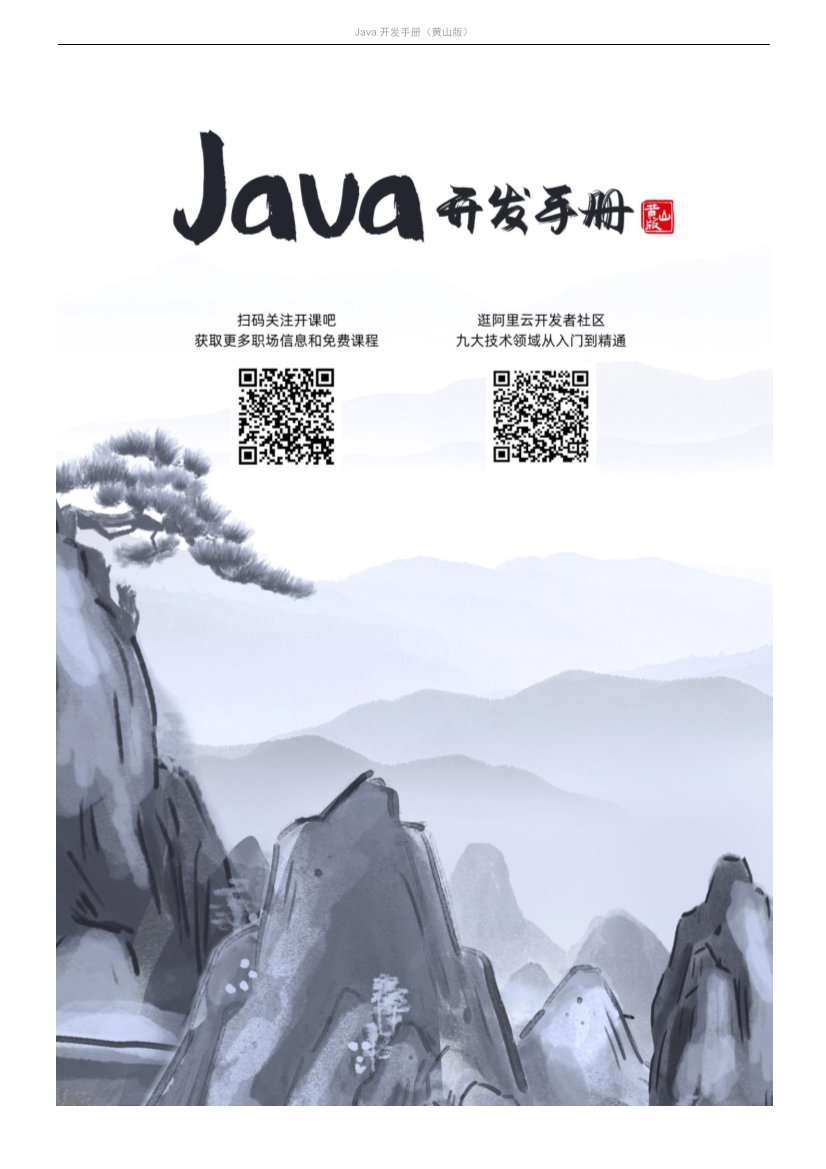 Java 开发手册（黄山版）
Java 开发手册 黄山版
扫码关注开课吧
获取更多职场信息和免费课程
逛阿里云开发者社区
九大技术领域从入门到精通